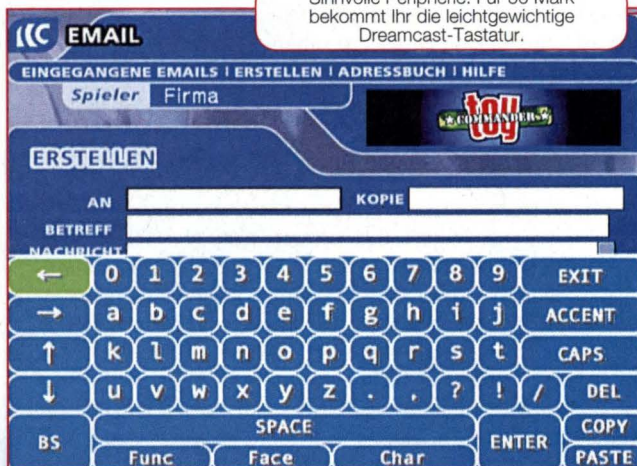 Sinnvolle Peripherie: Für 60 Mark
bekommt Ihr die leichtgewichtige
Dreamcast-Tastatur.
EMAIL
EINGEGANGENE EMAILS | ERSTELLEN | ADRESSBUCH | HILFE
Spieler Firma
toy
COMMANDER
ERSTELLEN
AN KOPIE
BETREFF
NACHRICHT
← 0 1 2 3 4 5 6 7 8 9 EXIT
→ a b c d e f g h i j ACCENT
↑ k l m n o p q r s t CAPS
↓ u v w x y z . , ? ! / DEL
BS SPACE ENTER COPY
Func Face Char PASTE